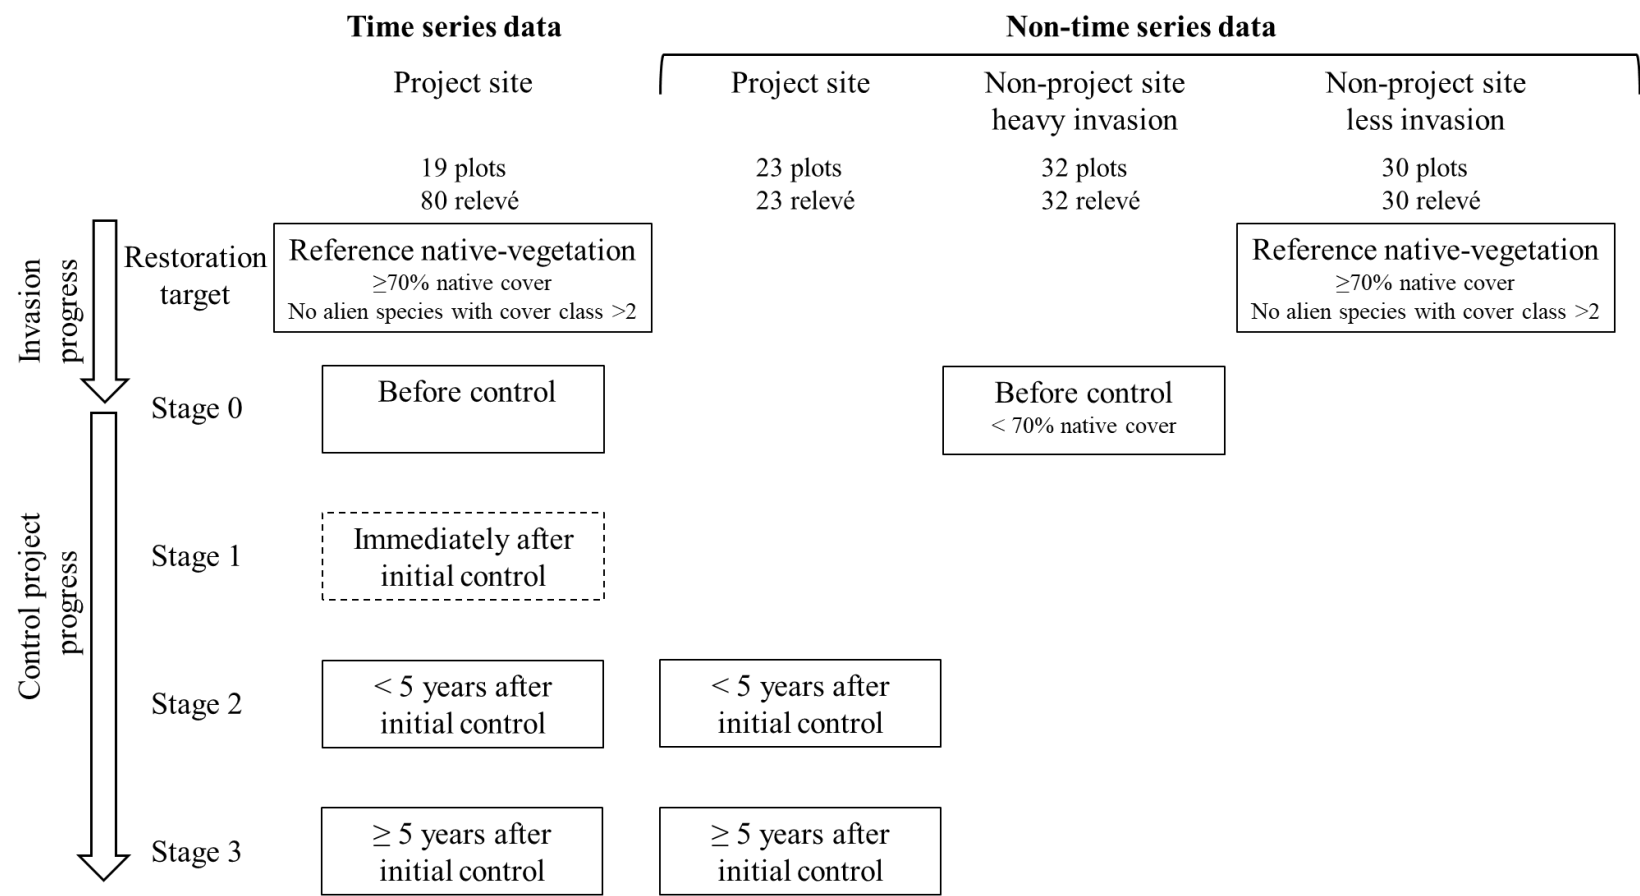 Time series data
Non-time series data
Project site
Project site
Non-project site
heavy invasion
Non-project site
less invasion
19 plots
80 relevé
23 plots
23 relevé
32 plots
32 relevé
30 plots
30 relevé
Invasion
progress
Restoration
target
Reference native-vegetation
≥70% native cover
No alien species with cover class >2
Reference native-vegetation
≥70% native cover
No alien species with cover class >2
Control project
progress
Stage 0
Before control
Before control
< 70% native cover
Stage 1
Immediately after
initial control
Stage 2
< 5 years after
initial control
< 5 years after
initial control
Stage 3
≥ 5 years after
initial control
≥ 5 years after
initial control